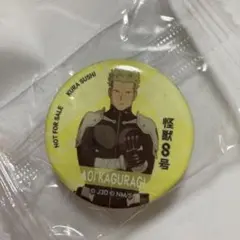 KURA SUSHI
NOT FOR SALE
怪獣8号
AOI KAGURAGI